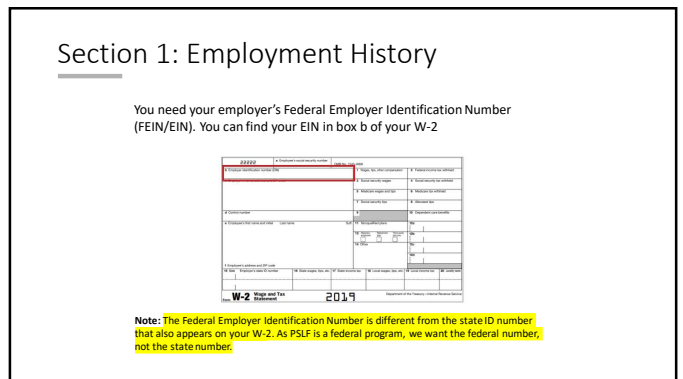 Section 1: Employment History
You need your employer's Federal Employer Identification Number
(FEIN/EIN). You can find your EIN in box b of your W-2
22222
a Employee's social security number
b Employer identification number (EIN)
1 Wages, tips, other compensation
2 Federal income tax withheld
3 Social security wages
4 Social security tax withheld
5 Medicare wages and tips
6 Medicare tax withheld
7 Social security tips
8 Allocated tips
d Control number
9
10 Dependent care benefits
e Employee's first name and initial Last name Suff.
11 Nonqualified plans
12a
13
12b
14 Other
12c
12d
f Employee's address and ZIP code
15 State Employer's state ID number
16 State wages, tips, etc.
17 State income tax
18 Local wages, tips, etc.
19 Local income tax
20 Locality name
Form W-2 Wage and Tax Statement 2019 Department of the Treasury—Internal Revenue Service
Note: The Federal Employer Identification Number is different from the state ID number
that also appears on your W-2. As PSLF is a federal program, we want the federal number,
not the state number.